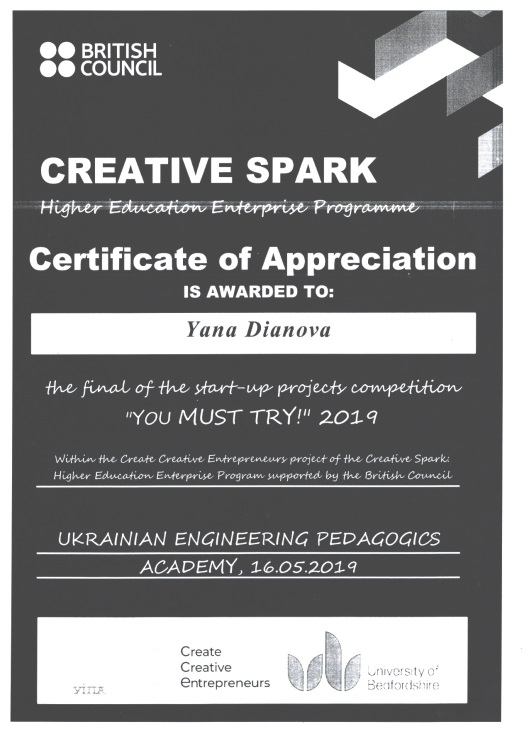 BRITISH
COUNCIL
CREATIVE SPARK
Higher Education Enterprise Programme
Certificate of Appreciation
IS AWARDED TO:
Yana Dianova
the final of the start-up projects competition
"YOU MUST TRY!" 2019
Within the Create Creative Entrepreneurs project of the Creative Spark:
Higher Education Enterprise Program supported by the British Council
UKRAINIAN ENGINEERING PEDAGOGICS
ACADEMY, 16.05.2019
Create
Creative
Entrepreneurs
University of
Bedfordshire